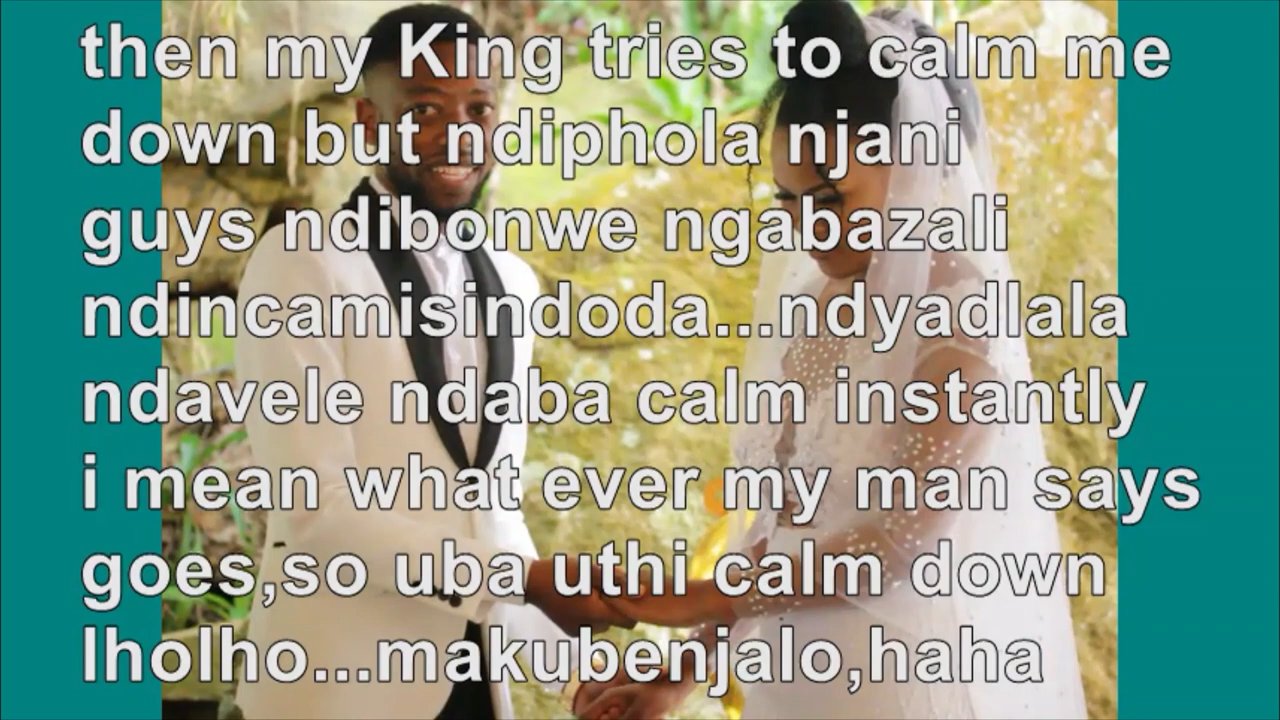 then my King tries to calm me
down but ndiphola njani
guys ndibonwe ngabazali
ndincamisindoda...ndyadlala
ndavele ndaba calm instantly
i mean what ever my man says
goes,so uba uthi calm down
lholho...makubenjalo,haha